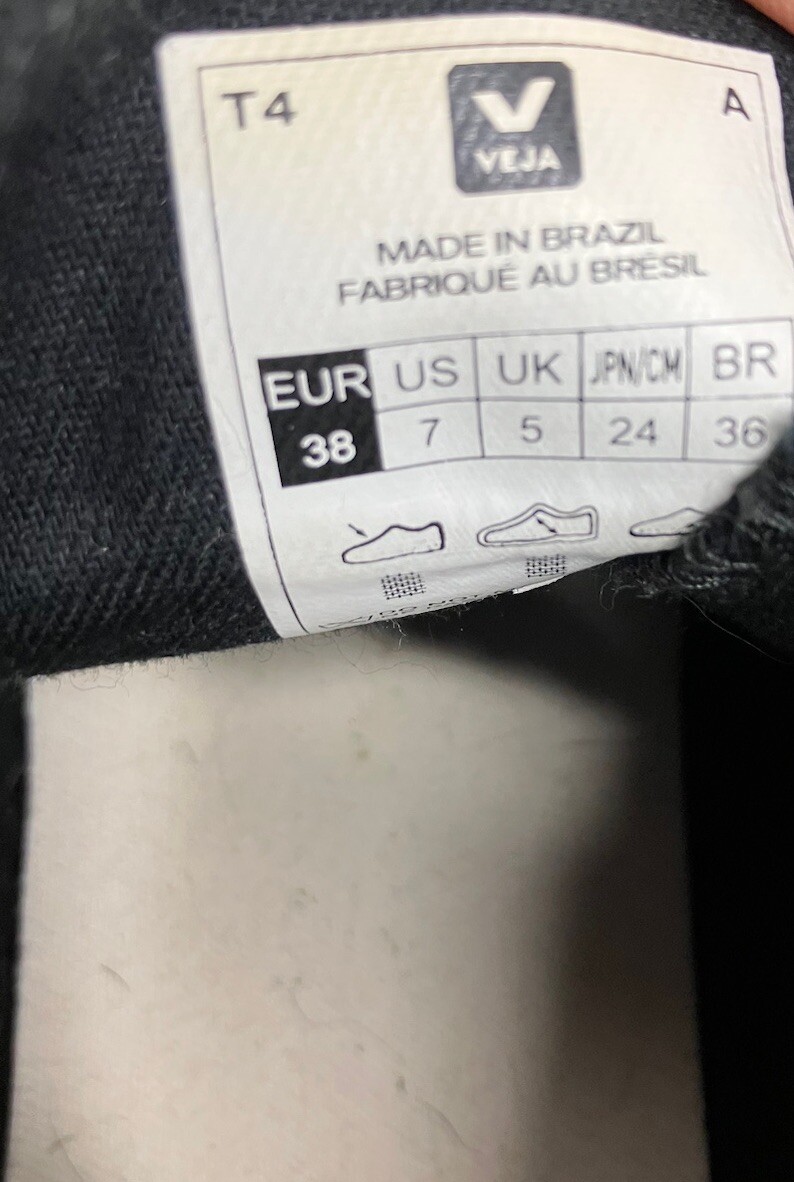 T4
A
V
VEJA
MADE IN BRAZIL
FABRIQUÉ AU BRÉSIL
EUR US UK JPN/CM BR
38 7 5 24 36